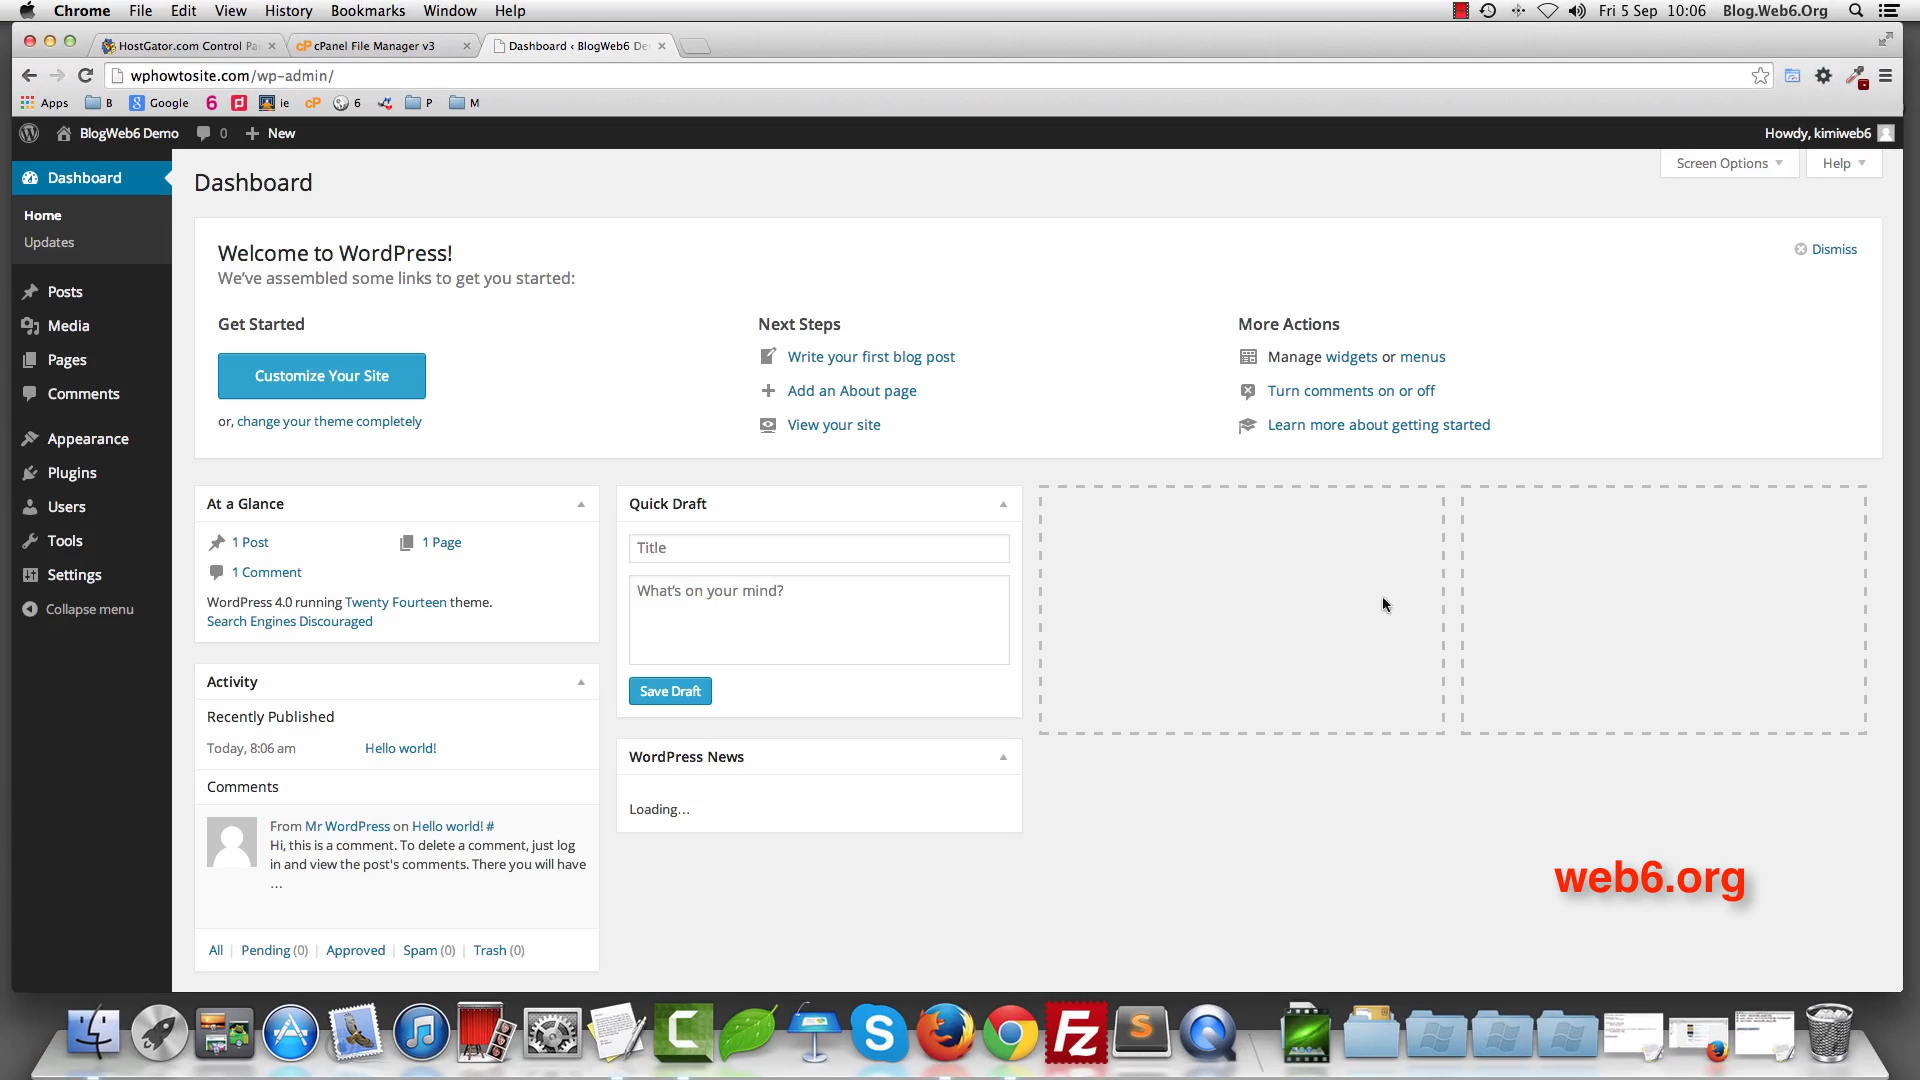 Chrome File Edit View History Bookmarks Window Help
Fri 5 Sep 10:06 Blog.Web6.Org
HostGator.com Control Pa
cP cPanel File Manager v3
Dashboard ‹ BlogWeb6 De
wphowtosite.com/wp-admin/
Apps B Google 6 ie cP 6 P M
BlogWeb6 Demo 0 + New
Howdy, kimiweb6
Screen Options Help
Dashboard
Home
Updates
Posts
Media
Pages
Comments
Appearance
Plugins
Users
Tools
Settings
Collapse menu
Dashboard
Welcome to WordPress!
Dismiss
We've assembled some links to get you started:
Get Started
Customize Your Site
or, change your theme completely
Next Steps
Write your first blog post
Add an About page
View your site
More Actions
Manage widgets or menus
Turn comments on or off
Learn more about getting started
At a Glance
1 Post
1 Page
1 Comment
WordPress 4.0 running Twenty Fourteen theme.
Search Engines Discouraged
Activity
Recently Published
Today, 8:06 am Hello world!
Comments
From Mr WordPress on Hello world! #
Hi, this is a comment. To delete a comment, just log
in and view the post's comments. There you will have
…
All | Pending (0) | Approved | Spam (0) | Trash (0)
Quick Draft
Title
What's on your mind?
Save Draft
WordPress News
Loading…
web6.org